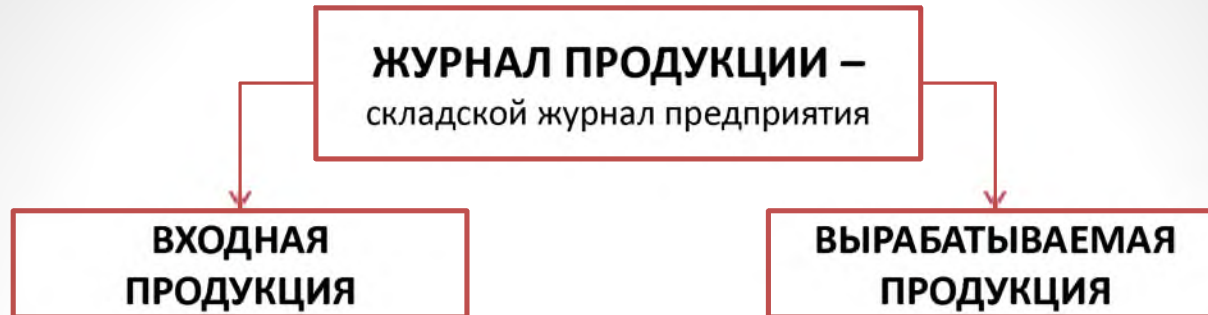 ЖУРНАЛ ПРОДУКЦИИ –
складской журнал предприятия
ВХОДНАЯ
ПРОДУКЦИЯ
ВЫРАБАТЫВАЕМАЯ
ПРОДУКЦИЯ